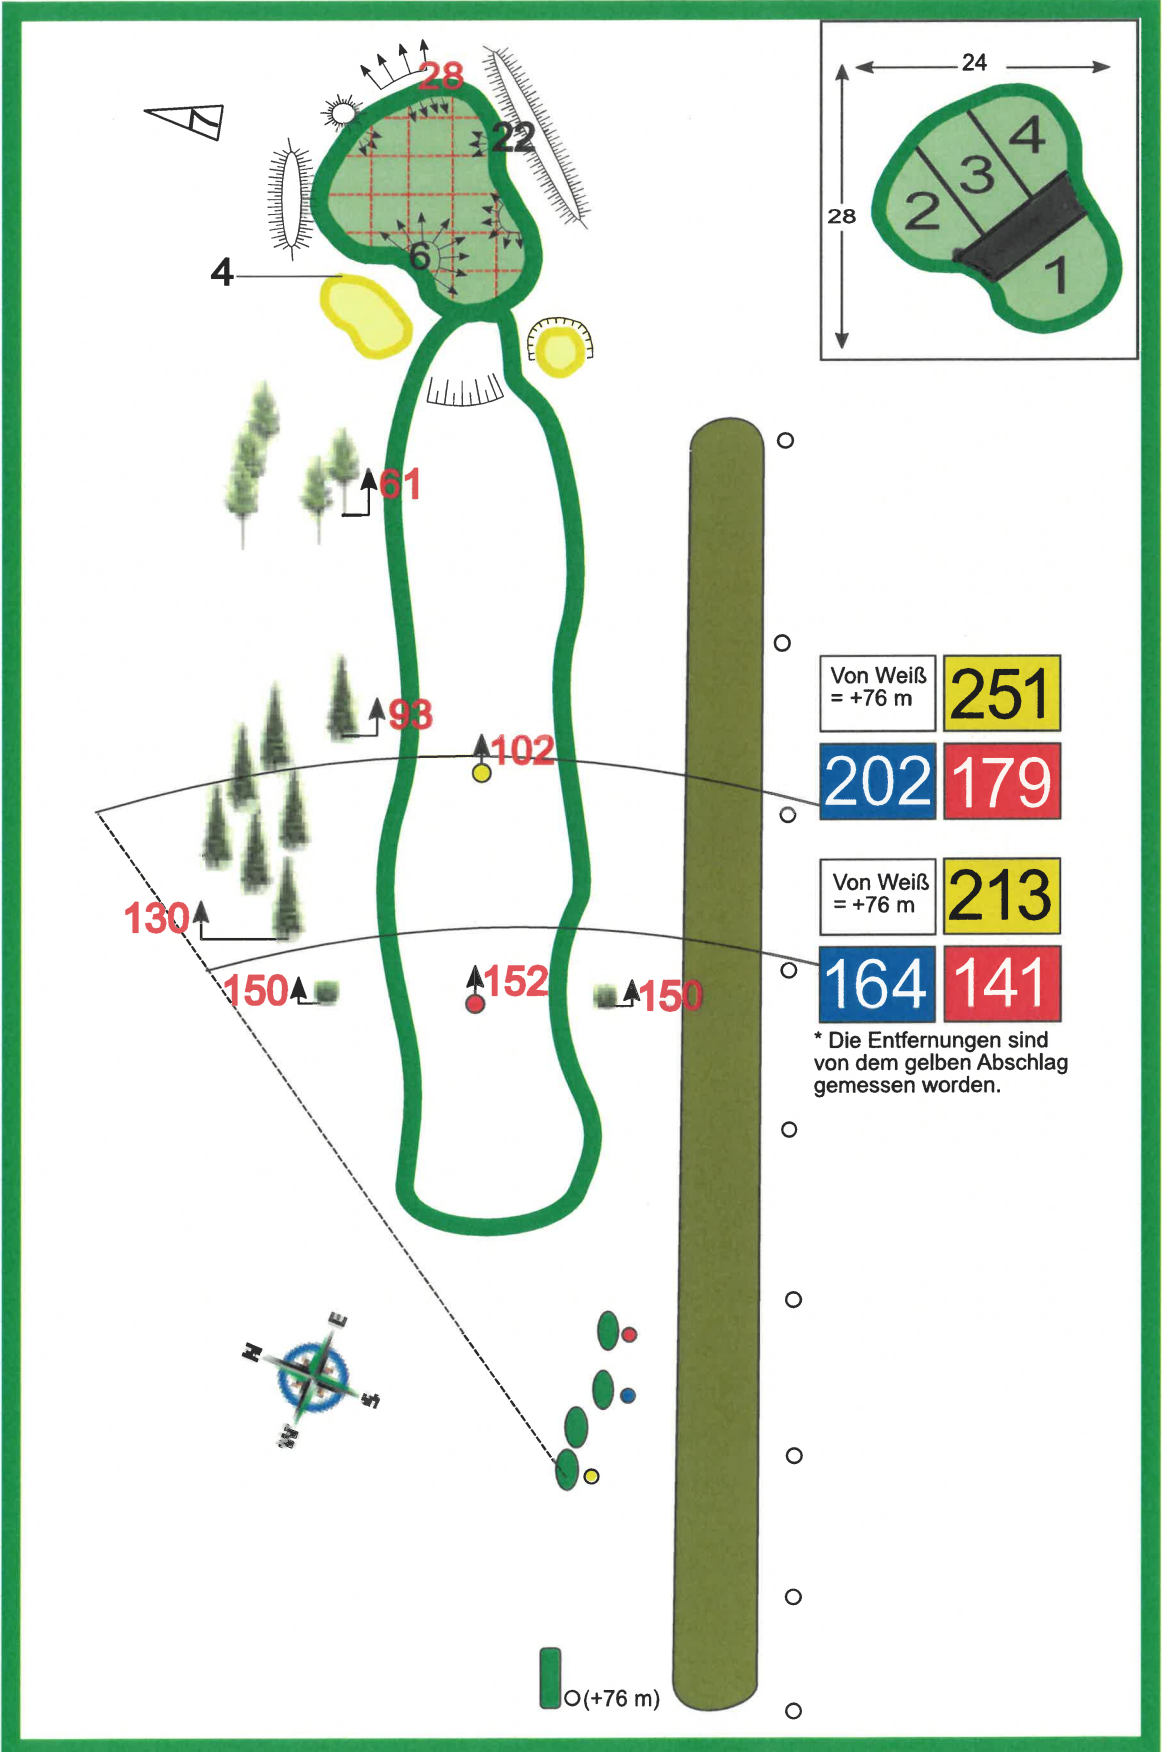 28
24
22
4
3
2
28
6
1
4
61
93
102
Von Weiß
= +76 m
251
202
179
Von Weiß
= +76 m
213
130
164
141
150
152
150
* Die Entfernungen sind
von dem gelben Abschlag
gemessen worden.
E
N
S
W
(+76 m)